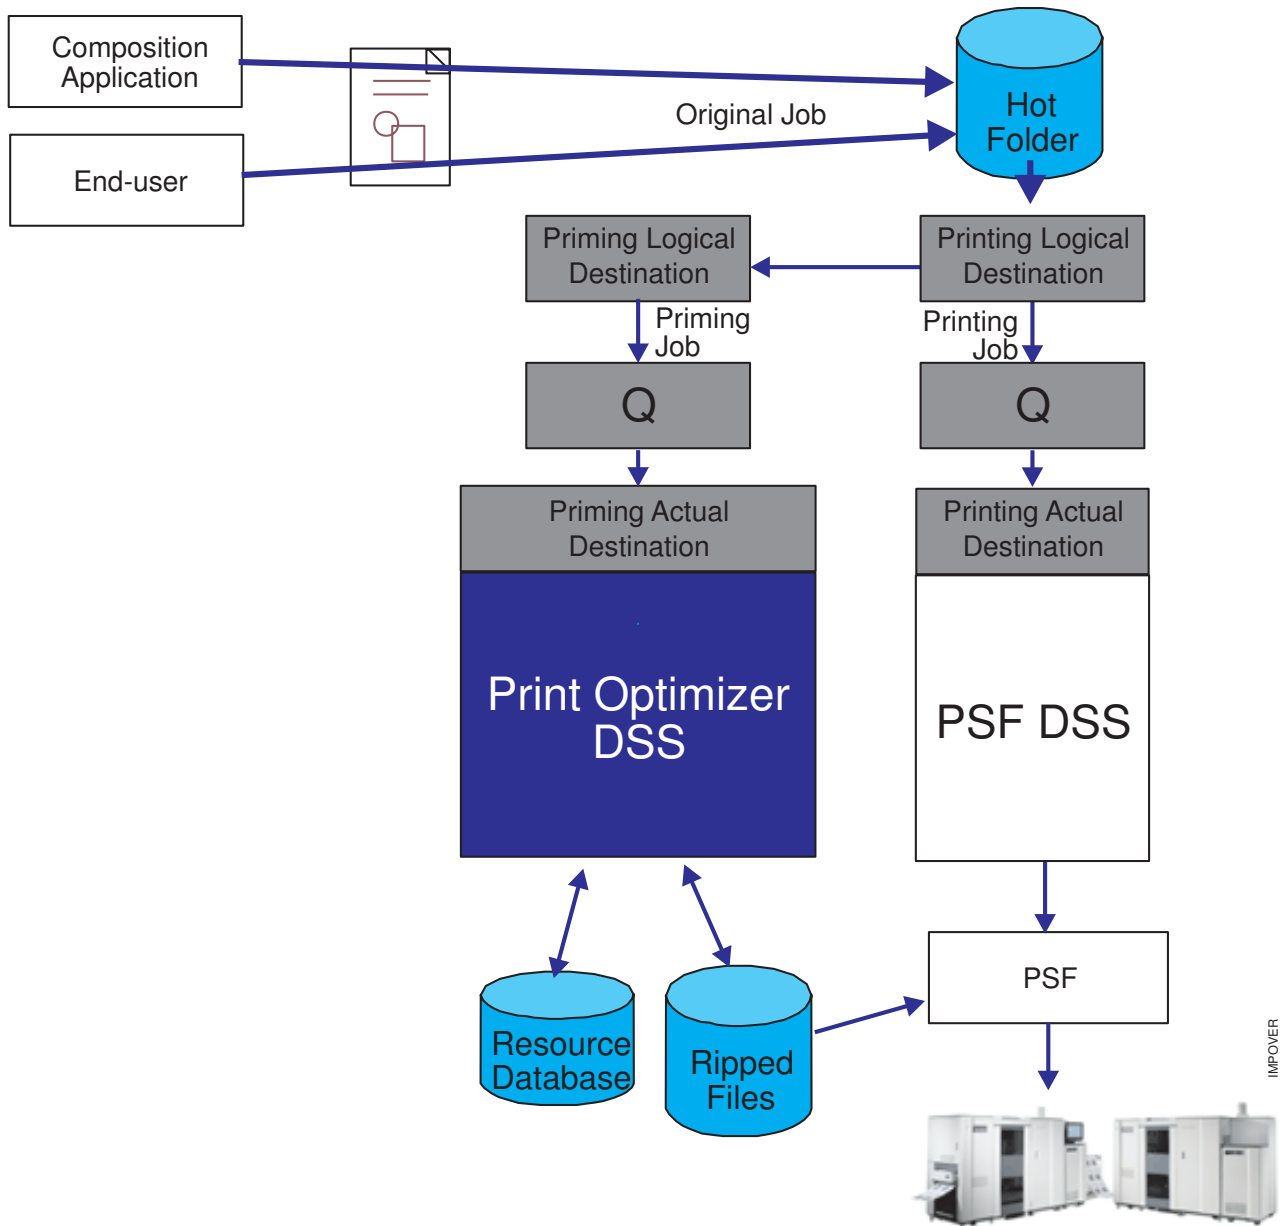 Composition
Application
End-user
Original Job
Hot
Folder
Priming Logical
Destination
Printing Logical
Destination
Priming
Job
Printing
Job
Q
Q
Priming Actual
Destination
Printing Actual
Destination
Print Optimizer
DSS
PSF DSS
PSF
Resource
Database
Ripped
Files
IMPOVER